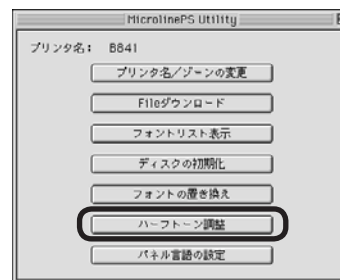 MicrolinePS Utility
プリンタ名: B841
プリンタ名/ゾーンの変更
Fileダウンロード
フォントリスト表示
ディスクの初期化
フォントの置き換え
ハーフトーン調整
パネル言語の設定